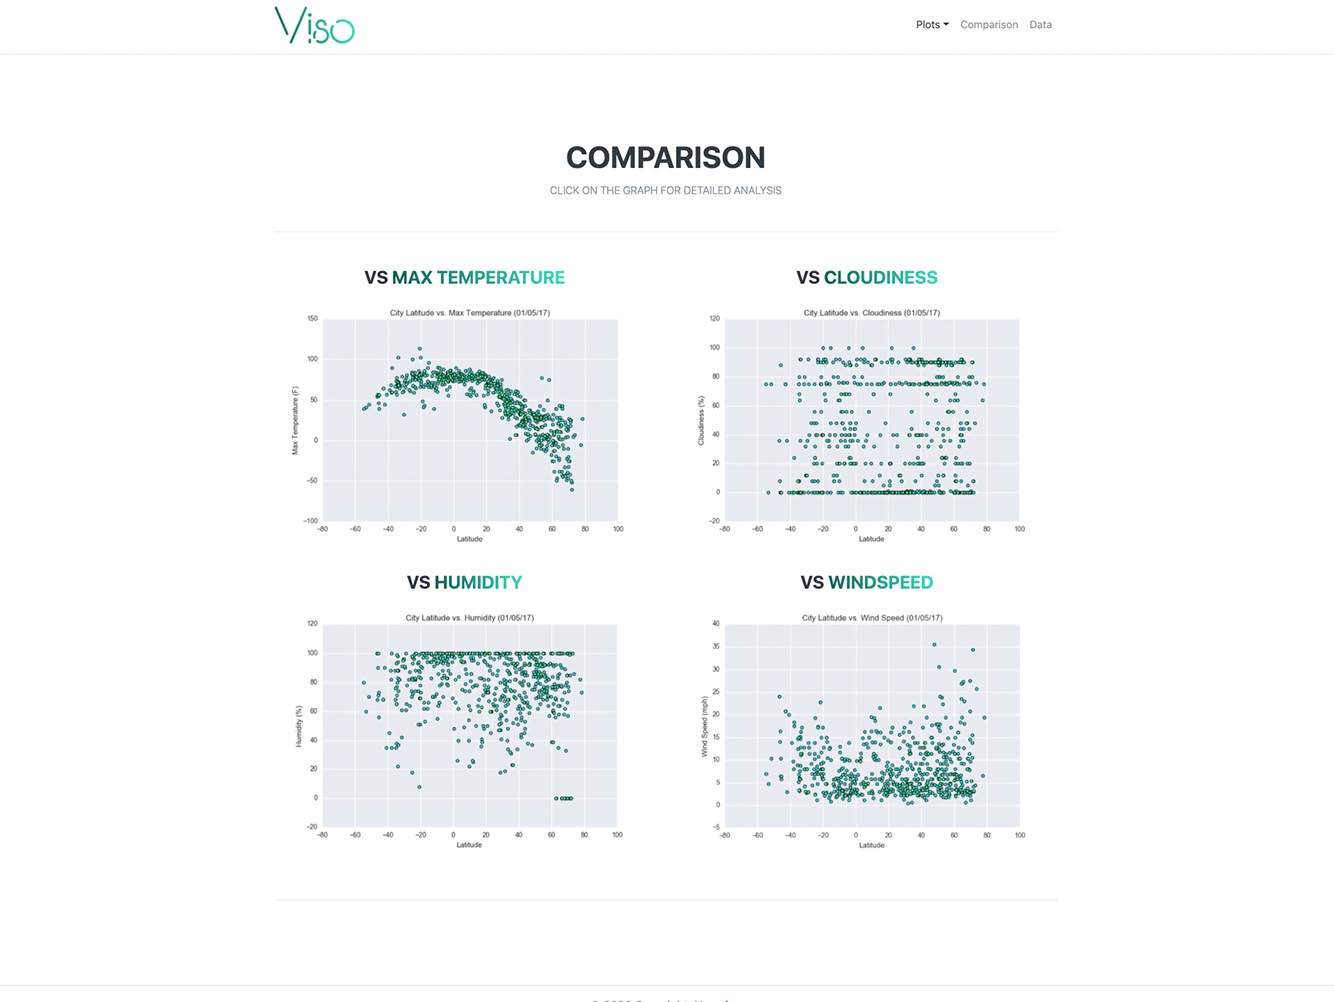 Viso
Plots Comparison Data
COMPARISON
CLICK ON THE GRAPH FOR DETAILED ANALYSIS
VS MAX TEMPERATURE
City Latitude vs. Max Temperature (01/05/17)
150
100
50
0
−50
−100
Max Temperature (F)
−80 −60 −40 −20 0 20 40 60 80 100
Latitude
VS CLOUDINESS
City Latitude vs. Cloudiness (01/05/17)
120
100
80
60
40
20
0
−20
Cloudiness (%)
−80 −60 −40 −20 0 20 40 60 80 100
Latitude
VS HUMIDITY
City Latitude vs. Humidity (01/05/17)
120
100
80
60
40
20
0
−20
Humidity (%)
−80 −60 −40 −20 0 20 40 60 80 100
Latitude
VS WINDSPEED
City Latitude vs. Wind Speed (01/05/17)
40
35
30
25
20
15
10
5
0
−5
Wind Speed (mph)
−80 −60 −40 −20 0 20 40 60 80 100
Latitude